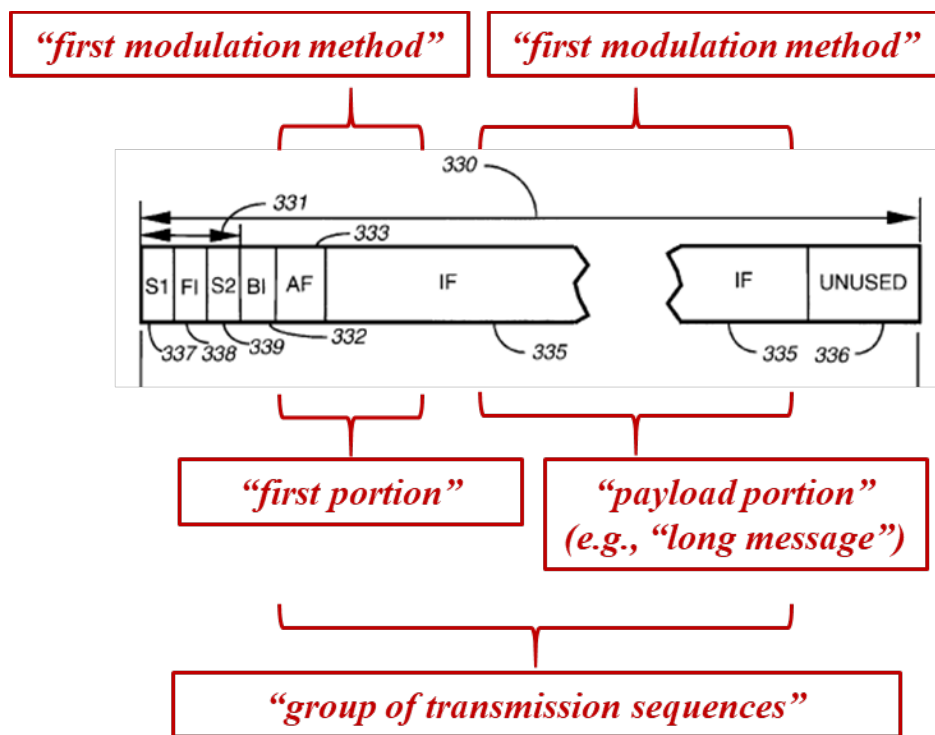 “first modulation method”
“first modulation method”
330
331
333
S1 FI S2 BI AF IF IF UNUSED
337 338 339 332 335 335 336
“first portion”
“payload portion”
(e.g., “long message”)
“group of transmission sequences”